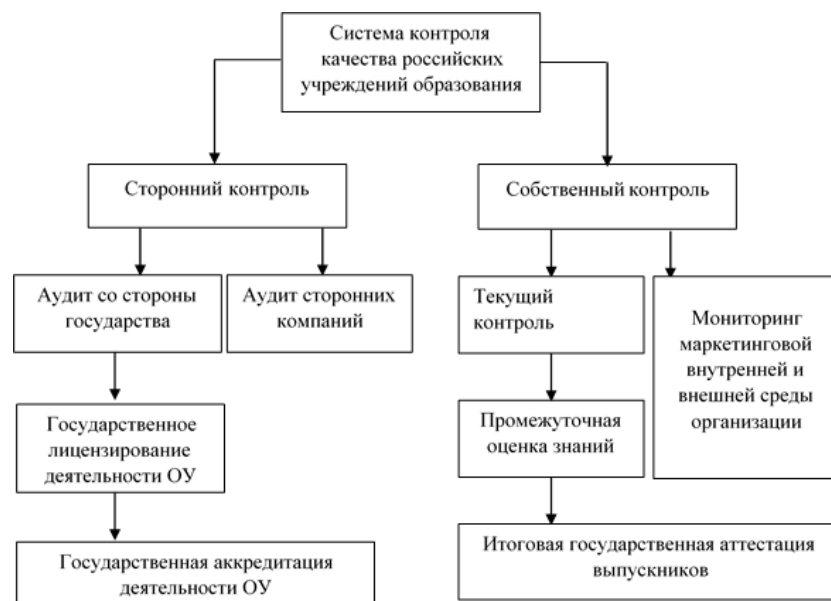 Система контроля
качества российских
учреждений образования
Сторонний контроль
Собственный контроль
Аудит со стороны
государства
Аудит сторонних
компаний
Текущий
контроль
Мониторинг
маркетинговой
внутренней и
внешней среды
организации
Государственное
лицензирование
деятельности ОУ
Промежуточная
оценка знаний
Государственная аккредитация
деятельности ОУ
Итоговая государственная аттестация
выпускников